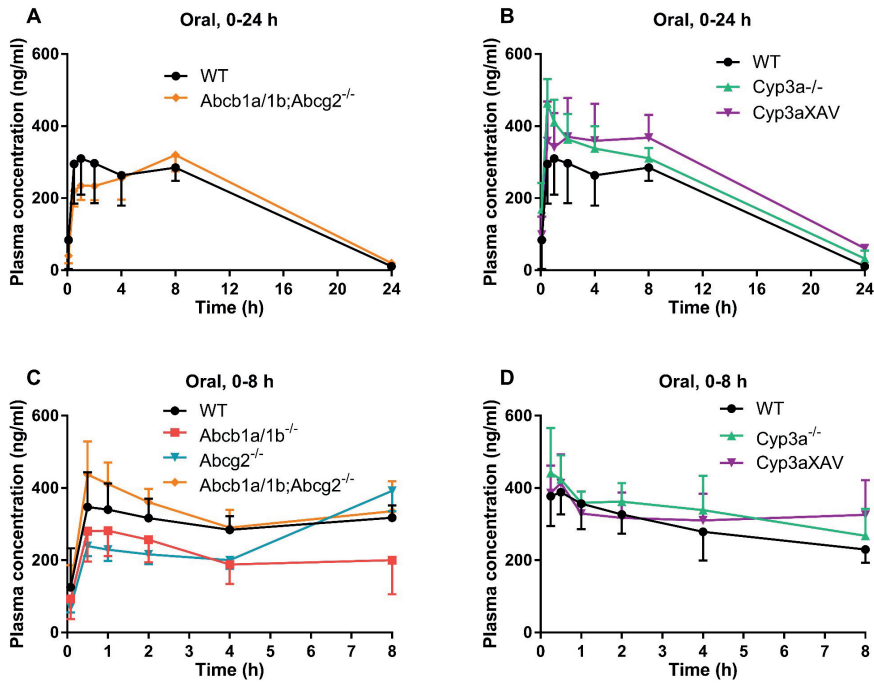 A
Oral, 0-24 h
Plasma concentration (ng/ml)
600
400
200
0
WT
Abcb1a/1b;Abcg2-/-
0 4 8 12 16 20 24
Time (h)
B
Oral, 0-24 h
Plasma concentration (ng/ml)
600
400
200
0
WT
Cyp3a-/-
Cyp3aXAV
0 4 8 12 16 20 24
Time (h)
C
Oral, 0-8 h
Plasma concentration (ng/ml)
600
400
200
0
WT
Abcb1a/1b-/-
Abcg2-/-
Abcb1a/1b;Abcg2-/-
0 1 2 3 4 5 6 7 8
Time (h)
D
Oral, 0-8 h
Plasma concentration (ng/ml)
600
400
200
0
WT
Cyp3a-/-
Cyp3aXAV
0 1 2 3 4 5 6 7 8
Time (h)